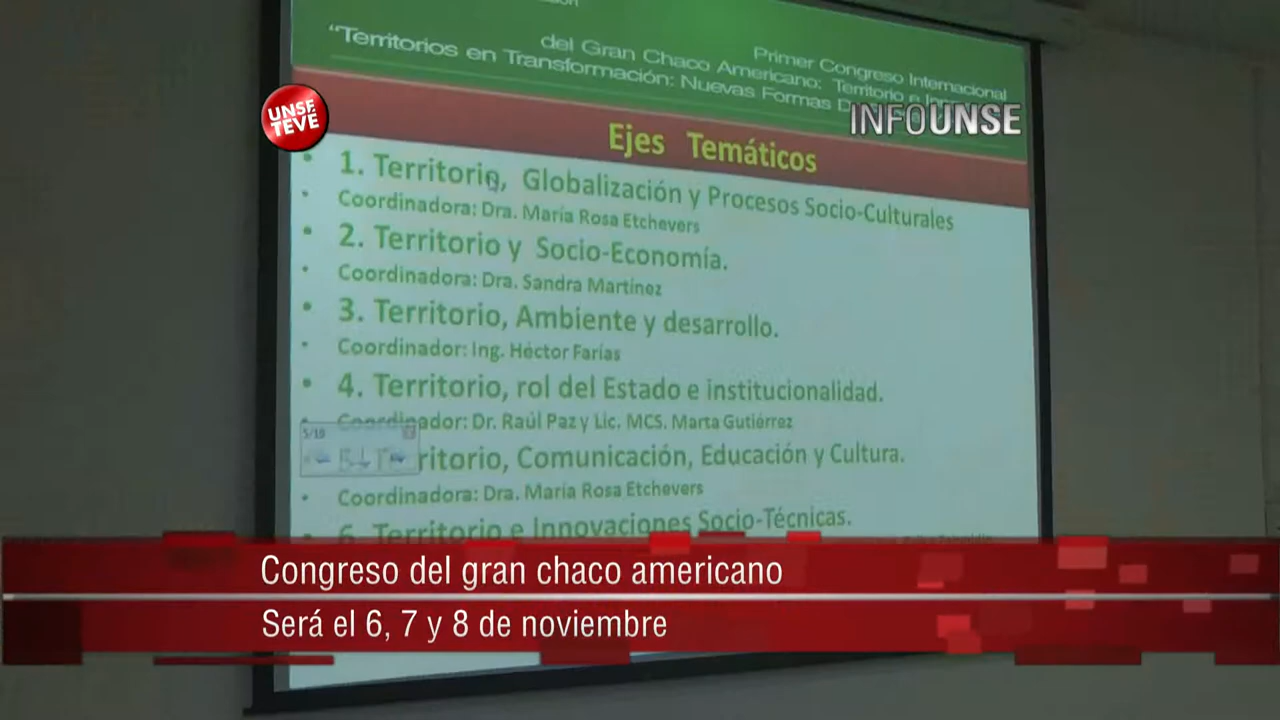 Primer Congreso Internacional
del Gran Chaco Americano: Territorio e
"Territorios en Transformación: Nuevas Formas
UNSE
TEVÉ
INFOUNSE
Ejes Temáticos
• 1. Territorio, Globalización y Procesos Socio-Culturales
• Coordinadora: Dra. María Rosa Etchevers
• 2. Territorio y Socio-Economía.
• Coordinadora: Dra. Sandra Martínez
• 3. Territorio, Ambiente y desarrollo.
• Coordinador: Ing. Héctor Farías
• 4. Territorio, rol del Estado e institucionalidad.
• Coordinador: Dr. Raúl Paz y Lic. MCS. Marta Gutiérrez
5/19
ritorio, Comunicación, Educación y Cultura.
• Coordinadora: Dra. María Rosa Etchevers
6. Territorio e Innovaciones Socio-Técnicas.
Congreso del gran chaco americano
Será el 6, 7 y 8 de noviembre